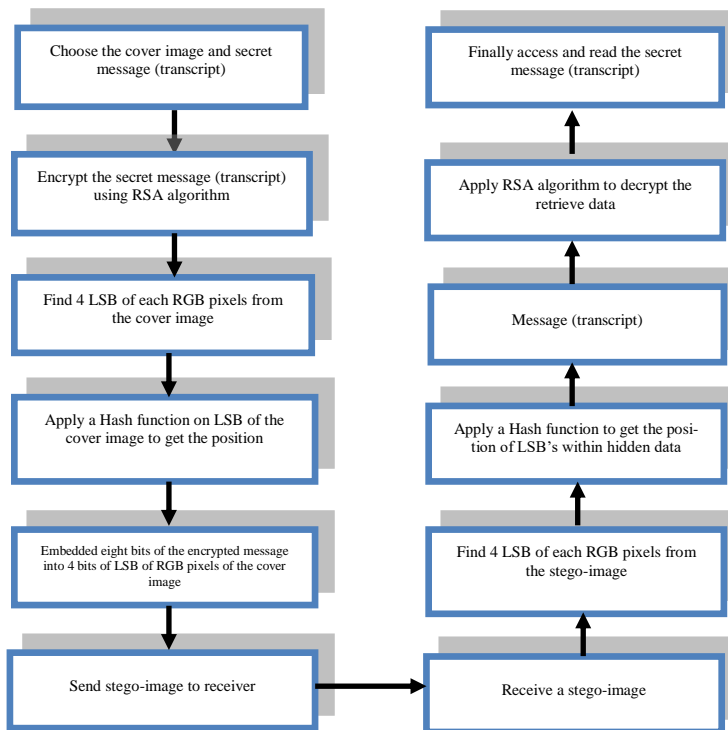 Choose the cover image and secret
message (transcript)
Encrypt the secret message (transcript)
using RSA algorithm
Find 4 LSB of each RGB pixels from
the cover image
Apply a Hash function on LSB of the
cover image to get the position
Embedded eight bits of the encrypted message
into 4 bits of LSB of RGB pixels of the cover
image
Send stego-image to receiver
Receive a stego-image
Find 4 LSB of each RGB pixels from
the stego-image
Apply a Hash function to get the posi-
tion of LSB’s within hidden data
Message (transcript)
Apply RSA algorithm to decrypt the
retrieve data
Finally access and read the secret
message (transcript)